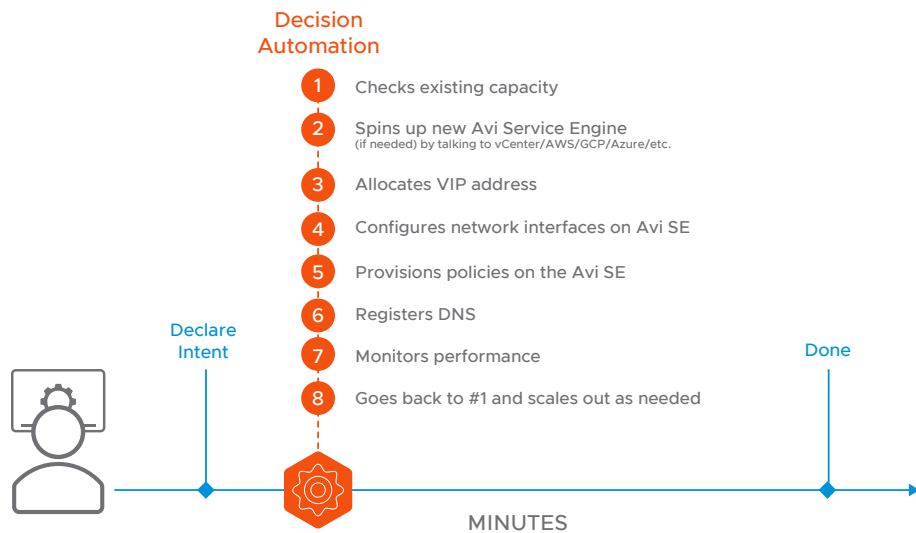 Decision
Automation
1 Checks existing capacity
2 Spins up new Avi Service Engine
(if needed) by talking to vCenter/AWS/GCP/Azure/etc.
3 Allocates VIP address
4 Configures network interfaces on Avi SE
5 Provisions policies on the Avi SE
6 Registers DNS
7 Monitors performance
8 Goes back to #1 and scales out as needed
Declare
Intent
Done
MINUTES